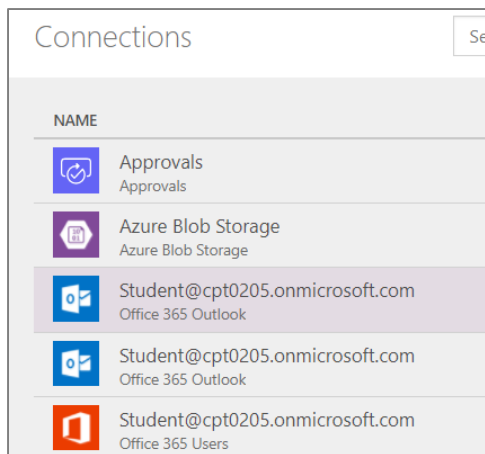 Connections
Se
NAME
Approvals
Approvals
Azure Blob Storage
Azure Blob Storage
Student@cpt0205.onmicrosoft.com
Office 365 Outlook
Student@cpt0205.onmicrosoft.com
Office 365 Outlook
Student@cpt0205.onmicrosoft.com
Office 365 Users